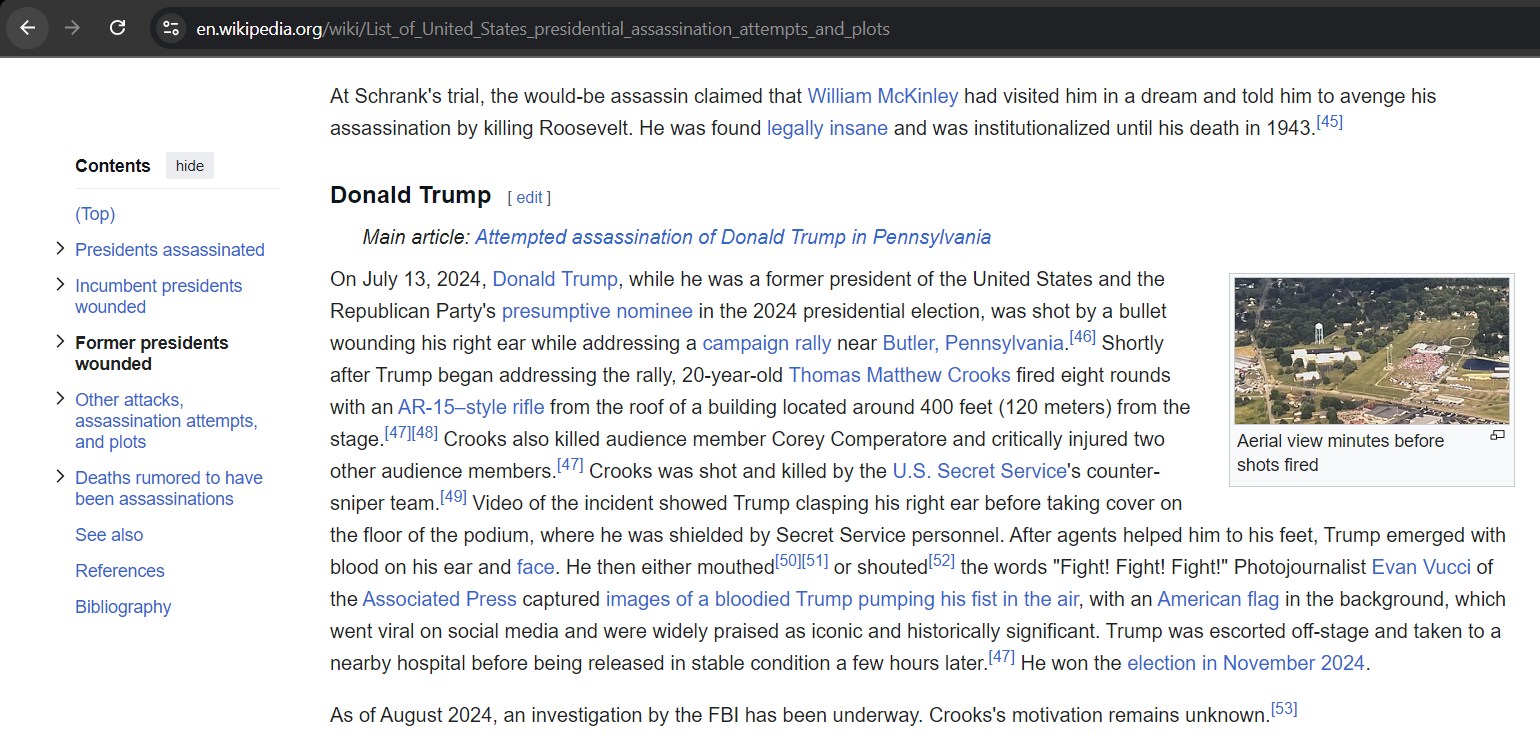 en.wikipedia.org/wiki/List_of_United_States_presidential_assassination_attempts_and_plots
At Schrank's trial, the would-be assassin claimed that William McKinley had visited him in a dream and told him to avenge his
assassination by killing Roosevelt. He was found legally insane and was institutionalized until his death in 1943.[45]
Contents hide
(Top)
Presidents assassinated
Incumbent presidents
wounded
Former presidents
wounded
Other attacks,
assassination attempts,
and plots
Deaths rumored to have
been assassinations
See also
References
Bibliography
Donald Trump [ edit ]
Main article: Attempted assassination of Donald Trump in Pennsylvania
On July 13, 2024, Donald Trump, while he was a former president of the United States and the
Republican Party's presumptive nominee in the 2024 presidential election, was shot by a bullet
wounding his right ear while addressing a campaign rally near Butler, Pennsylvania.[46] Shortly
after Trump began addressing the rally, 20-year-old Thomas Matthew Crooks fired eight rounds
with an AR-15–style rifle from the roof of a building located around 400 feet (120 meters) from the
stage.[47][48] Crooks also killed audience member Corey Comperatore and critically injured two
other audience members.[47] Crooks was shot and killed by the U.S. Secret Service's counter-
sniper team.[49] Video of the incident showed Trump clasping his right ear before taking cover on
the floor of the podium, where he was shielded by Secret Service personnel. After agents helped him to his feet, Trump emerged with
blood on his ear and face. He then either mouthed[50][51] or shouted[52] the words "Fight! Fight! Fight!" Photojournalist Evan Vucci of
the Associated Press captured images of a bloodied Trump pumping his fist in the air, with an American flag in the background, which
went viral on social media and were widely praised as iconic and historically significant. Trump was escorted off-stage and taken to a
nearby hospital before being released in stable condition a few hours later.[47] He won the election in November 2024.
Aerial view minutes before
shots fired
As of August 2024, an investigation by the FBI has been underway. Crooks's motivation remains unknown.[53]